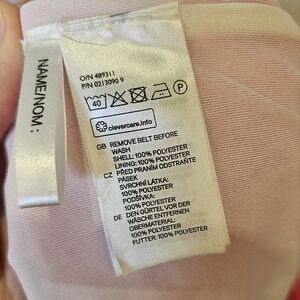 NAME/NOM :
O/N 489311
P/N 0213090 9
40
P
clevercare.info
GB REMOVE BELT BEFORE
WASH
SHELL: 100% POLYESTER
LINING: 100% POLYESTER
CZ PŘED PRANÍM ODSTRAŇTE
PÁSEK
SVRCHNÍ LÁTKA:
100% POLYESTER
PODŠÍVKA:
100% POLYESTER
DE DEN GÜRTEL VOR DER
WÄSCHE ENTFERNEN
OBERMATERIAL:
100% POLYESTER
FUTTER: 100% POLYESTER